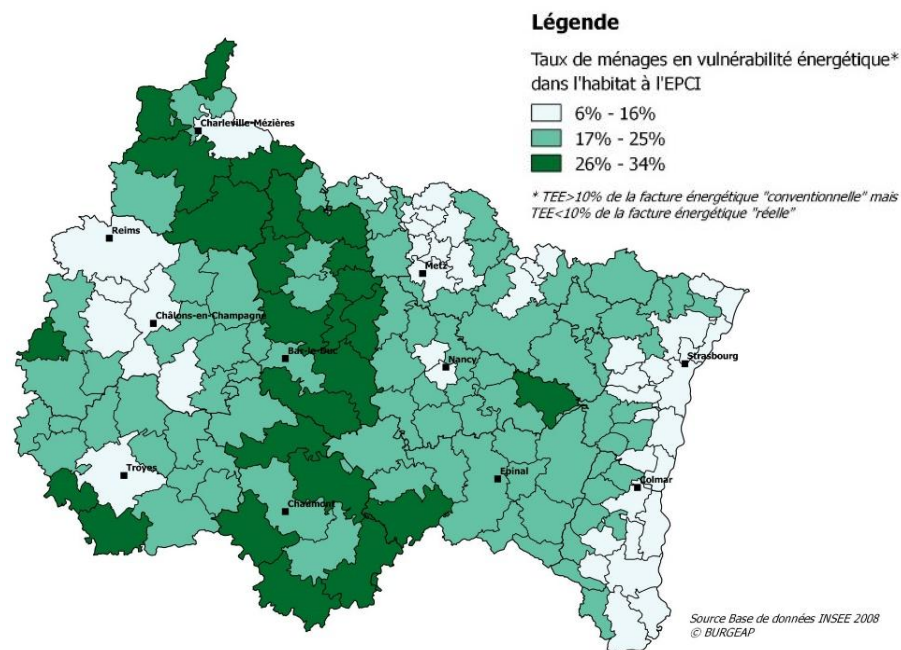 Légende
Taux de ménages en vulnérabilité énergétique*
dans l'habitat à l'EPCI
6% - 16%
17% - 25%
26% - 34%
* TEE>10% de la facture énergétique "conventionnelle" mais
TEE<10% de la facture énergétique "réelle"
Charleville-Mézières
Reims
Metz
Châlons-en-Champagne
Bar-le-Duc
Nancy
Strasbourg
Troyes
Epinal
Colmar
Chaumont
Source Base de données INSEE 2008
© BURGEAP